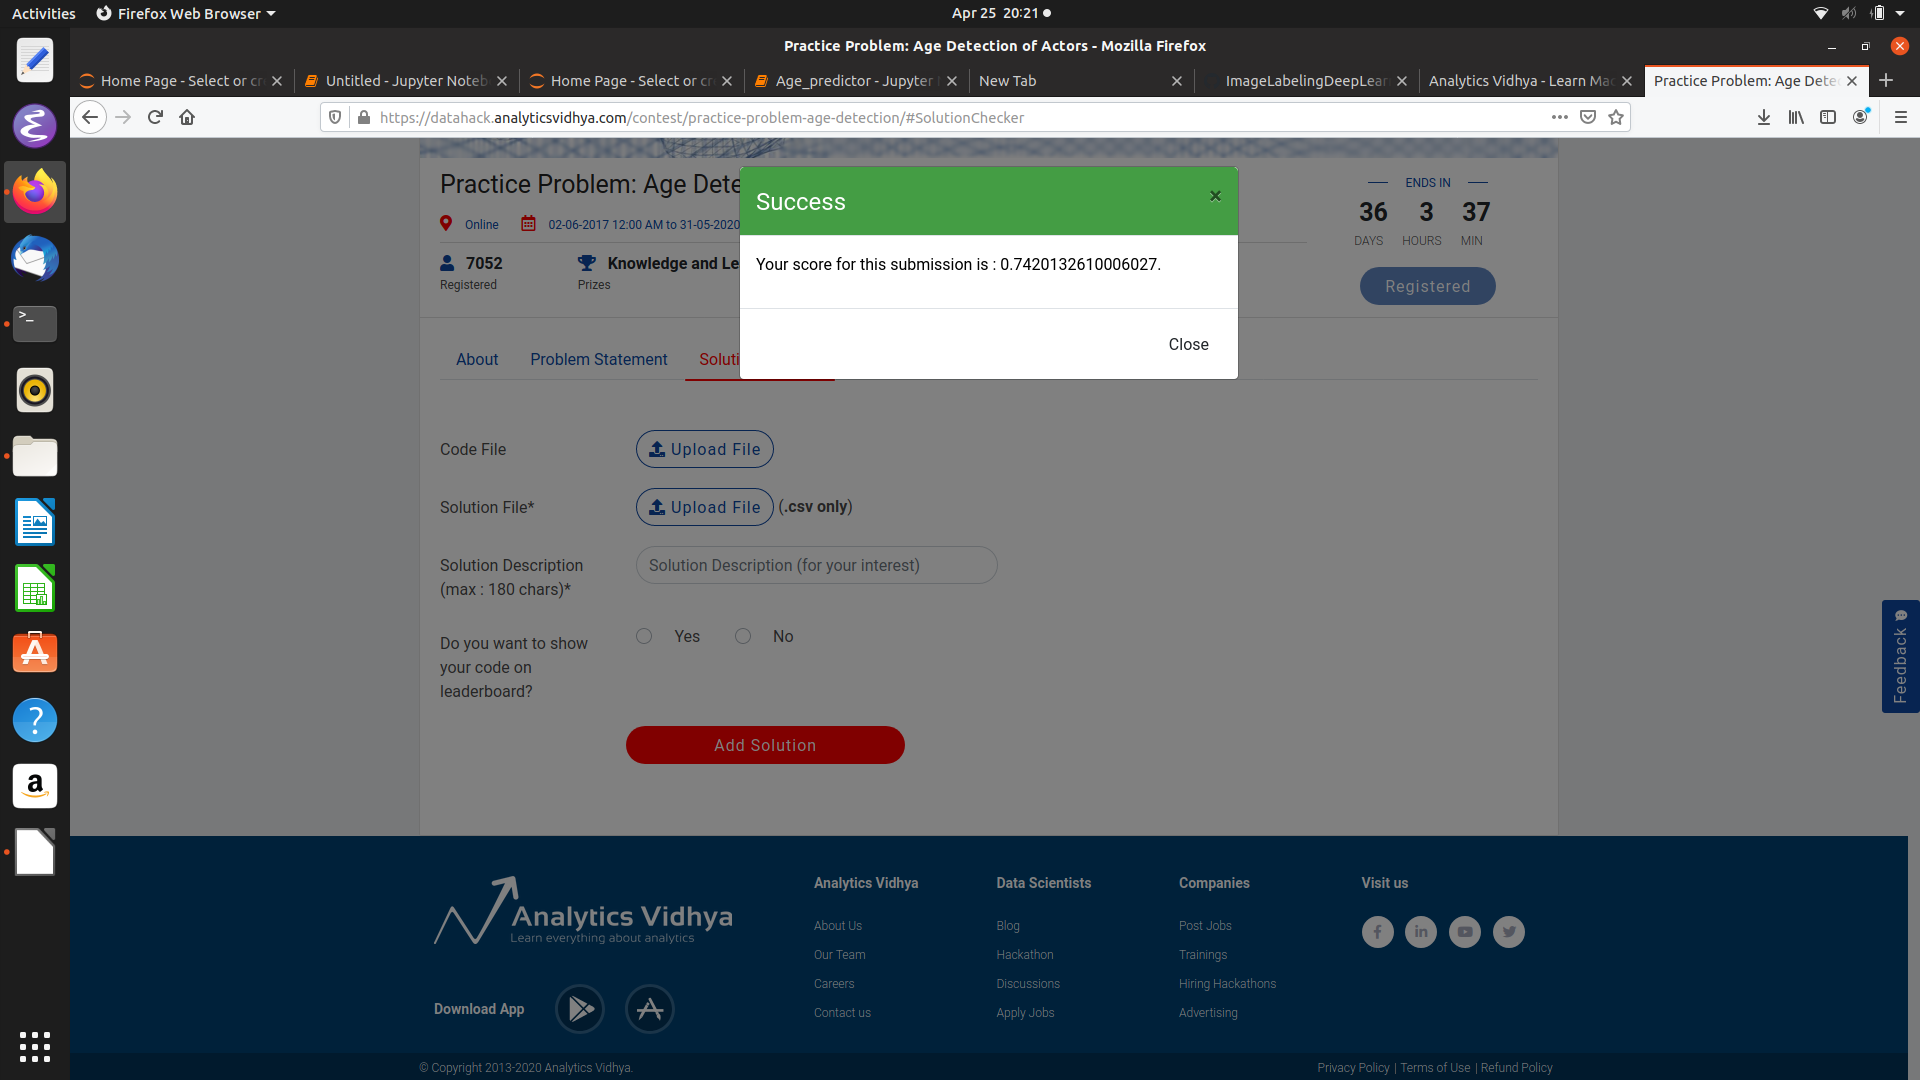 Activities
Firefox Web Browser
Apr 25 20:21
Practice Problem: Age Detection of Actors - Mozilla Firefox
Home Page - Select or cr
Untitled - Jupyter Noteb
Home Page - Select or cr
Age_predictor - Jupyter
New Tab
ImageLabelingDeepLear
Analytics Vidhya - Learn Ma
Practice Problem: Age Dete
https://datahack.analyticsvidhya.com/contest/practice-problem-age-detection/#SolutionChecker
Practice Problem: Age Dete
Online
02-06-2017 12:00 AM to 31-05-2020
7052
Registered
Knowledge and Le
Prizes
ENDS IN
36 3 37
DAYS HOURS MIN
Registered
Success
×
Your score for this submission is : 0.7420132610006027.
Close
About
Problem Statement
Soluti
Code File
Upload File
Solution File*
Upload File (.csv only)
Solution Description
(max : 180 chars)*
Solution Description (for your interest)
Do you want to show
your code on
leaderboard?
Yes
No
Add Solution
Feedback
Analytics Vidhya
Learn everything about analytics
Download App
Analytics Vidhya
About Us
Our Team
Careers
Contact us
Data Scientists
Blog
Hackathon
Discussions
Apply Jobs
Companies
Post Jobs
Trainings
Hiring Hackathons
Advertising
Visit us
© Copyright 2013-2020 Analytics Vidhya.
Privacy Policy | Terms of Use | Refund Policy